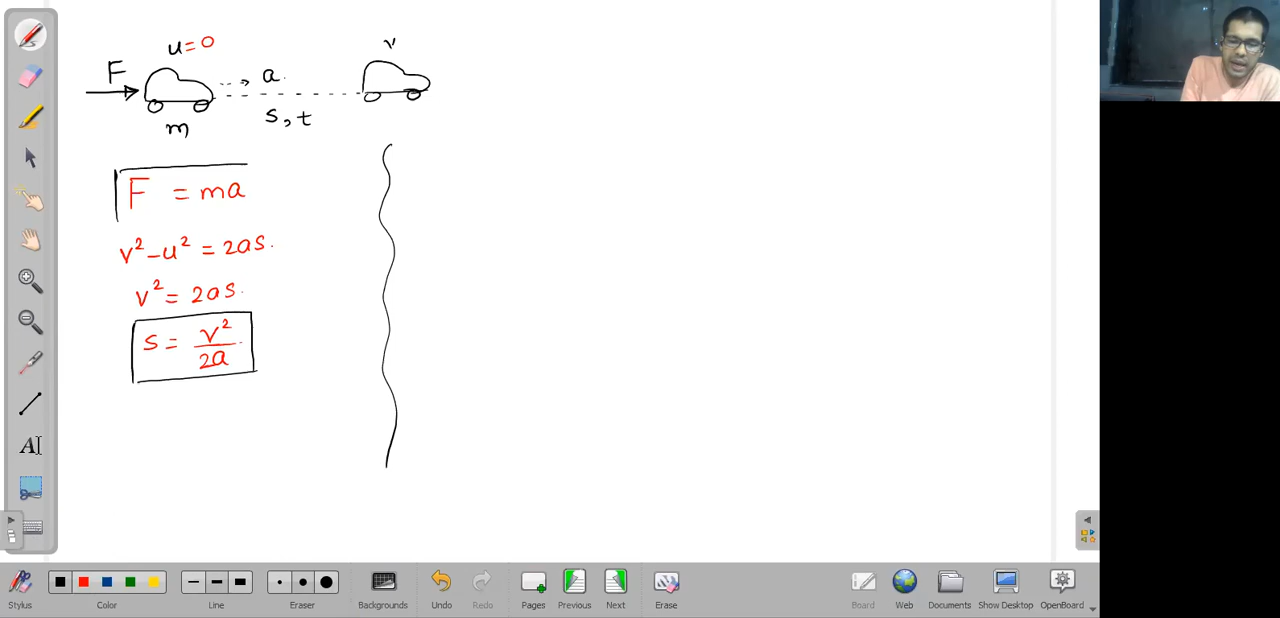 u = 0
v
F
a
s, t
m
F = ma
v² - u² = 2as.
v² = 2as.
s = v²/2a
A
Stylus
Color
Line
Eraser
Backgrounds
Undo
Redo
Pages
Previous
Next
Erase
Board
Web
Documents
Show Desktop
OpenBoard